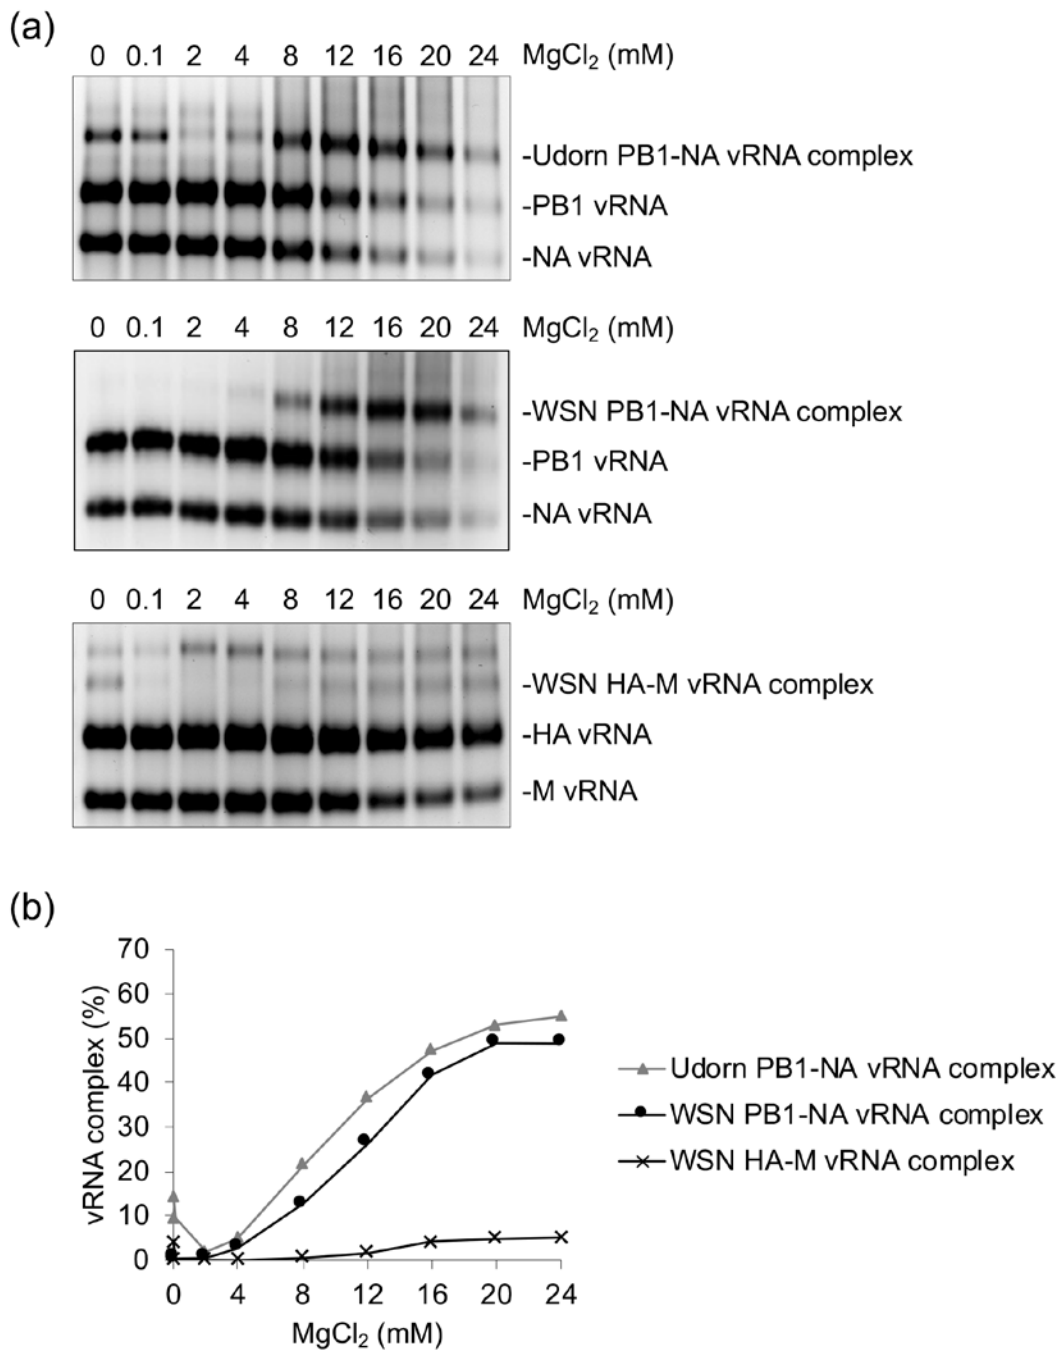 (a)
0 0.1 2 4 8 12 16 20 24 MgCl₂ (mM)
-Udorn PB1-NA vRNA complex
-PB1 vRNA
-NA vRNA
0 0.1 2 4 8 12 16 20 24 MgCl₂ (mM)
-WSN PB1-NA vRNA complex
-PB1 vRNA
-NA vRNA
0 0.1 2 4 8 12 16 20 24 MgCl₂ (mM)
-WSN HA-M vRNA complex
-HA vRNA
-M vRNA
(b)
vRNA complex (%)
70
60
50
40
30
20
10
0
0 4 8 12 16 20 24
MgCl₂ (mM)
Udorn PB1-NA vRNA complex
WSN PB1-NA vRNA complex
WSN HA-M vRNA complex